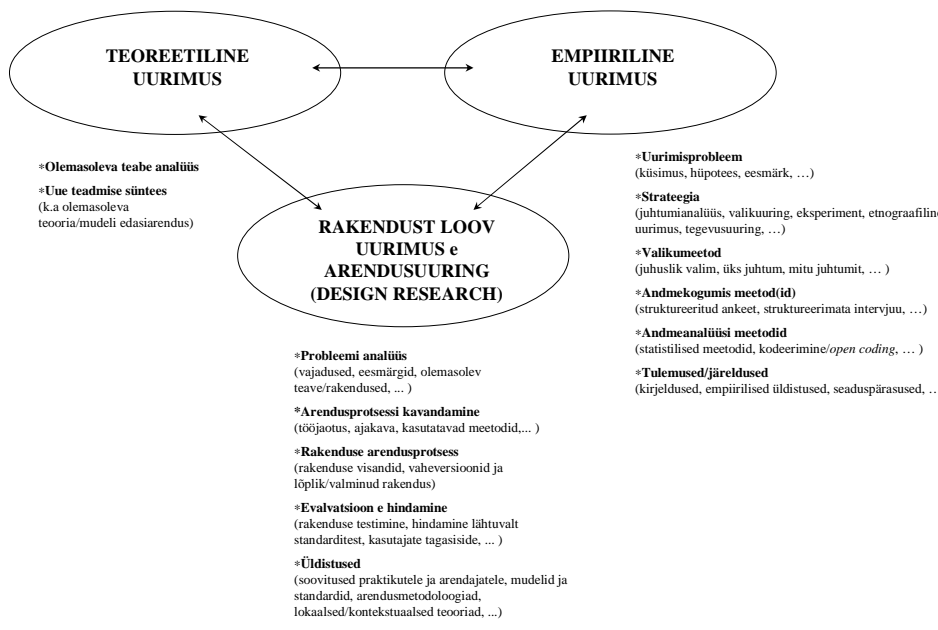 TEOREETILINE
UURIMUS
EMPIIRILINE
UURIMUS
*Olemasoleva teabe analüüs
*Uue teadmise süntees
(k.a olemasoleva
teooria/mudeli edasiarendus)
RAKENDUST LOOV
UURIMUS e
ARENDUSUURING
(DESIGN RESEARCH)
*Uurimisprobleem
(küsimus, hüpotees, eesmärk, …)
*Strateegia
(juhtumianalüüs, valikuuring, eksperiment, etnograafiline
uurimus, tegevusuuring, …)
*Valikumeetod
(juhuslik valim, üks juhtum, mitu juhtumit, … )
*Andmekogumis meetod(id)
(struktureeritud ankeet, struktureerimata intervjuu, …)
*Andmeanalüüsi meetodid
(statistilised meetodid, kodeerimine/open coding, … )
*Tulemused/järeldused
(kirjeldused, empiirilised üldistused, seaduspärasused, …
*Probleemi analüüs
(vajadused, eesmärgid, olemasolev
teave/rakendused, ... )
*Arendusprotsessi kavandamine
(tööjaotus, ajakava, kasutatavad meetodid,... )
*Rakenduse arendusprotsess
(rakenduse visandid, vaheversioonid ja
lõplik/valminud rakendus)
*Evalvatsioon e hindamine
(rakenduse testimine, hindamine lähtuvalt
standarditest, kasutajate tagasiside, ... )
*Üldistused
(soovitused praktikutele ja arendajatele, mudelid ja
standardid, arendusmetodoloogiad,
lokaalsed/kontekstuaalsed teooriad, ...)